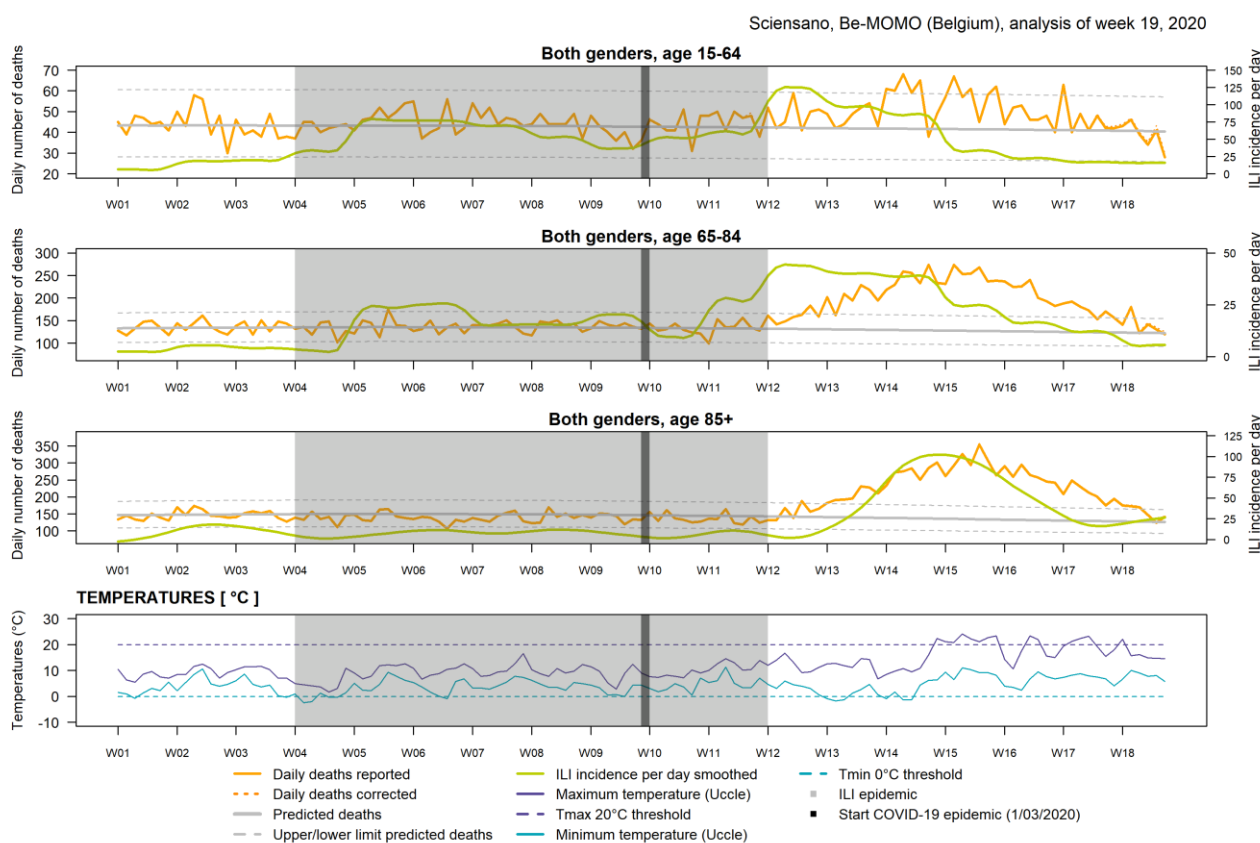 Sciensano, Be-MOMO (Belgium), analysis of week 19, 2020
Both genders, age 15-64
Daily number of deaths
70
60
50
40
30
20
150
125
100
75
50
25
0
ILI incidence per day
W01 W02 W03 W04 W05 W06 W07 W08 W09 W10 W11 W12 W13 W14 W15 W16 W17 W18
Both genders, age 65-84
Daily number of deaths
300
250
200
150
100
50
25
0
ILI incidence per day
W01 W02 W03 W04 W05 W06 W07 W08 W09 W10 W11 W12 W13 W14 W15 W16 W17 W18
Both genders, age 85+
Daily number of deaths
350
300
250
200
150
100
125
100
75
50
25
0
ILI incidence per day
W01 W02 W03 W04 W05 W06 W07 W08 W09 W10 W11 W12 W13 W14 W15 W16 W17 W18
TEMPERATURES [ °C ]
Temperatures (°C)
30
20
10
0
-10
W01 W02 W03 W04 W05 W06 W07 W08 W09 W10 W11 W12 W13 W14 W15 W16 W17 W18
Daily deaths reported
Daily deaths corrected
Predicted deaths
Upper/lower limit predicted deaths
ILI incidence per day smoothed
Maximum temperature (Uccle)
Tmax 20°C threshold
Minimum temperature (Uccle)
Tmin 0°C threshold
ILI epidemic
Start COVID-19 epidemic (1/03/2020)